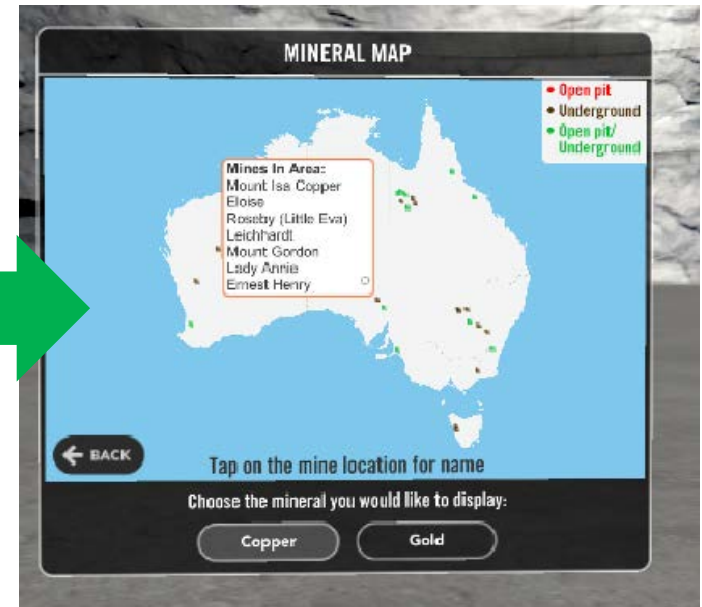 MINERAL MAP
Open pit
Underground
Open pit/
Underground
Mines In Area:
Mount Isa Copper
Eloise
Roseby (Little Eva)
Leichhardt
Mount Gordon
Lady Annie
Ernest Henry
BACK
Tap on the mine location for name
Choose the mineral you would like to display:
Copper
Gold